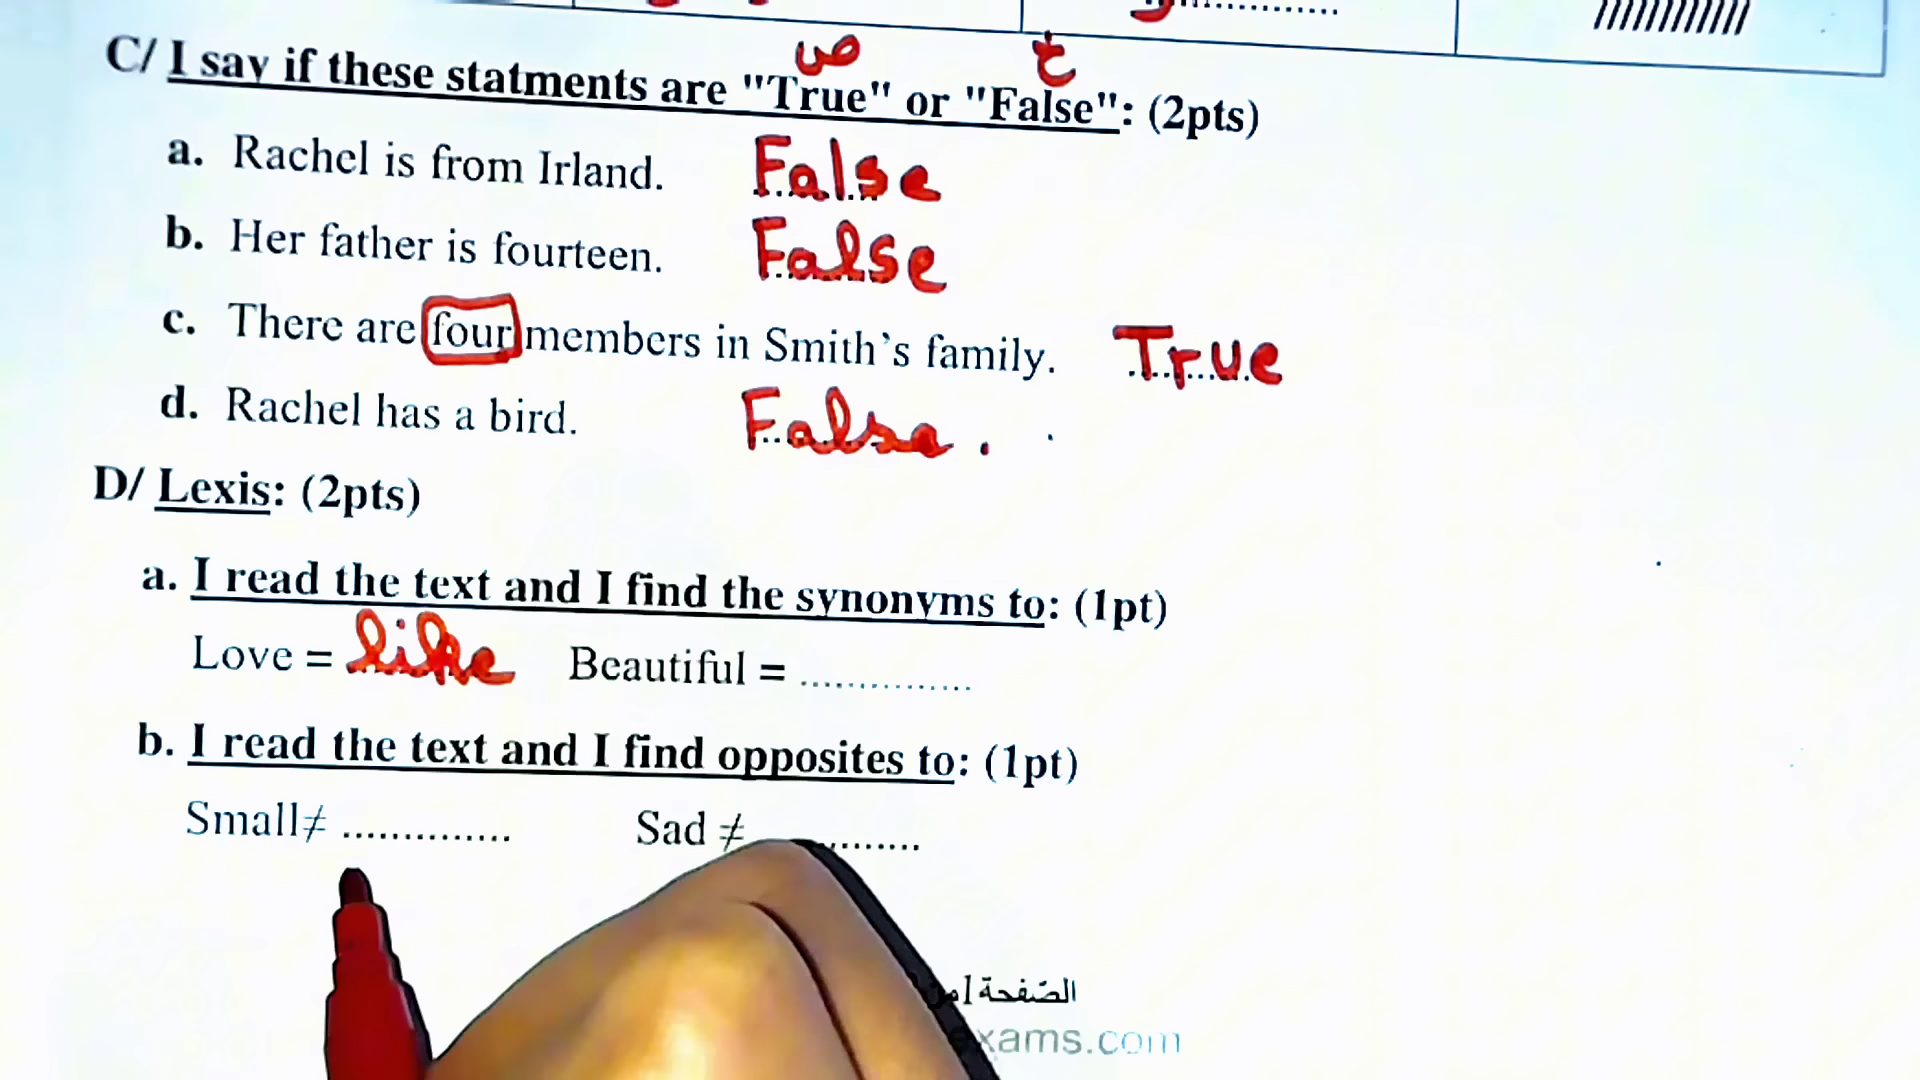 ص خ
C/ I say if these statments are "True" or "False": (2pts)
a. Rachel is from Irland. False
b. Her father is fourteen. False
c. There are four members in Smith's family. True
d. Rachel has a bird. False.
D/ Lexis: (2pts)
a. I read the text and I find the synonyms to: (1pt)
Love = like Beautiful = ...............
b. I read the text and I find opposites to: (1pt)
Small≠ .............. Sad ≠ .........
الصّفحة 1
xams.com